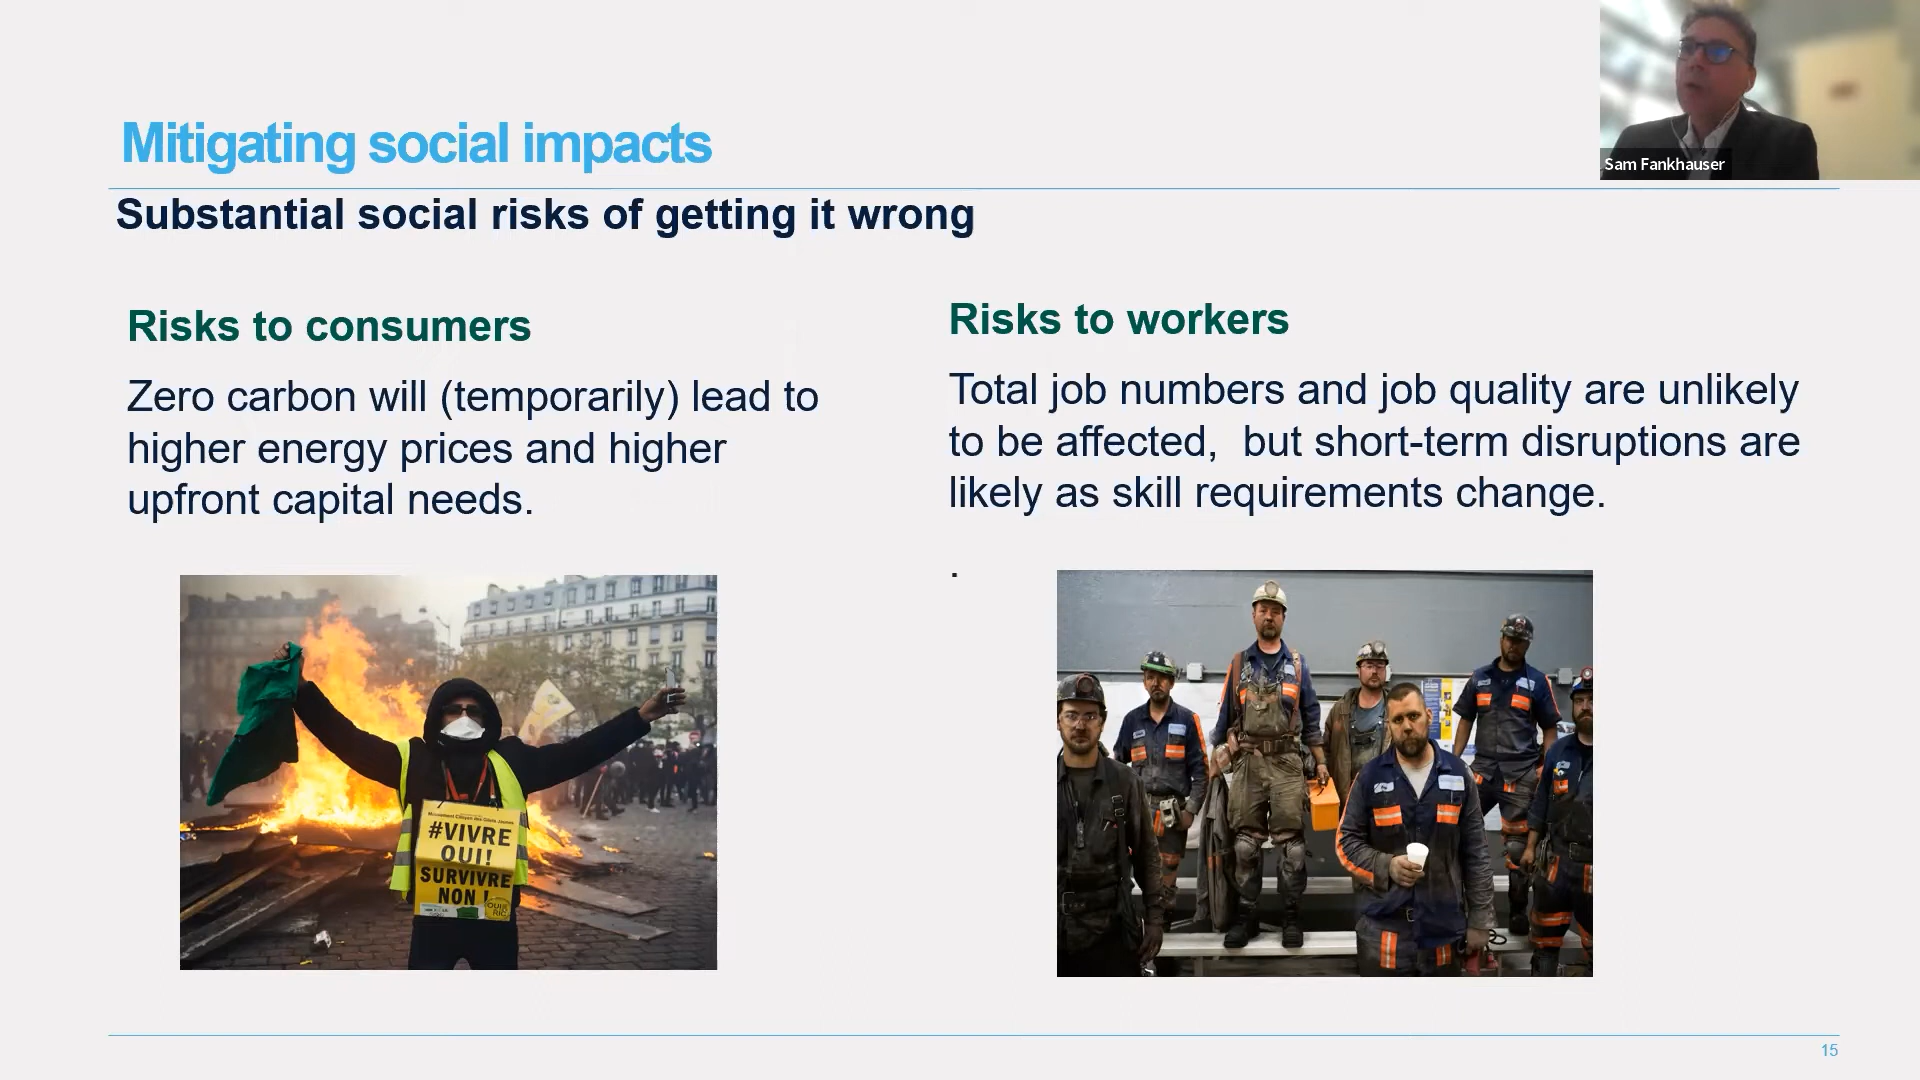 Sam Fankhauser
Mitigating social impacts
Substantial social risks of getting it wrong
Risks to consumers
Zero carbon will (temporarily) lead to
higher energy prices and higher
upfront capital needs.
#VIVRE
OUI!
SURVIVRE
NON !
Risks to workers
Total job numbers and job quality are unlikely
to be affected,  but short-term disruptions are
likely as skill requirements change.
.
15